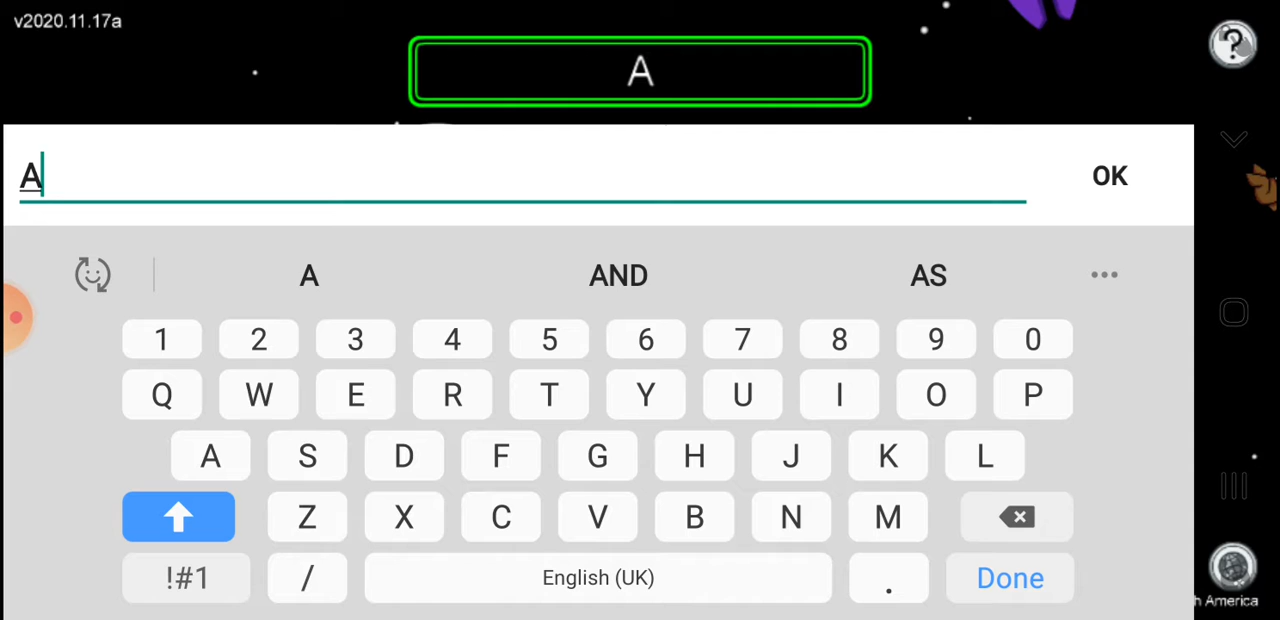 v2020.11.17a
?
A
A
OK
A AND AS •••
1 2 3 4 5 6 7 8 9 0
Q W E R T Y U I O P
A S D F G H J K L
Z X C V B N M
!#1 / English (UK) . Done
h America